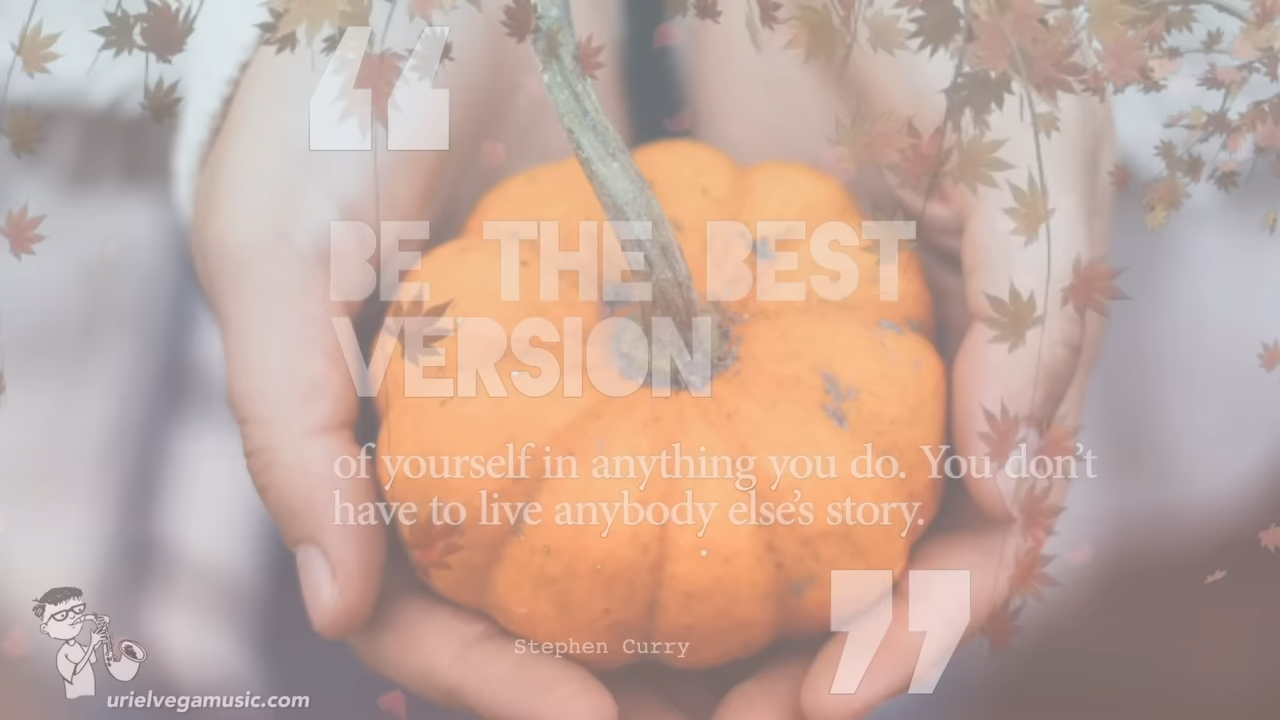 “
BE THE BEST
VERSION
of yourself in anything you do. You don’t
have to live anybody else’s story.
”
Stephen Curry
urielvegamusic.com